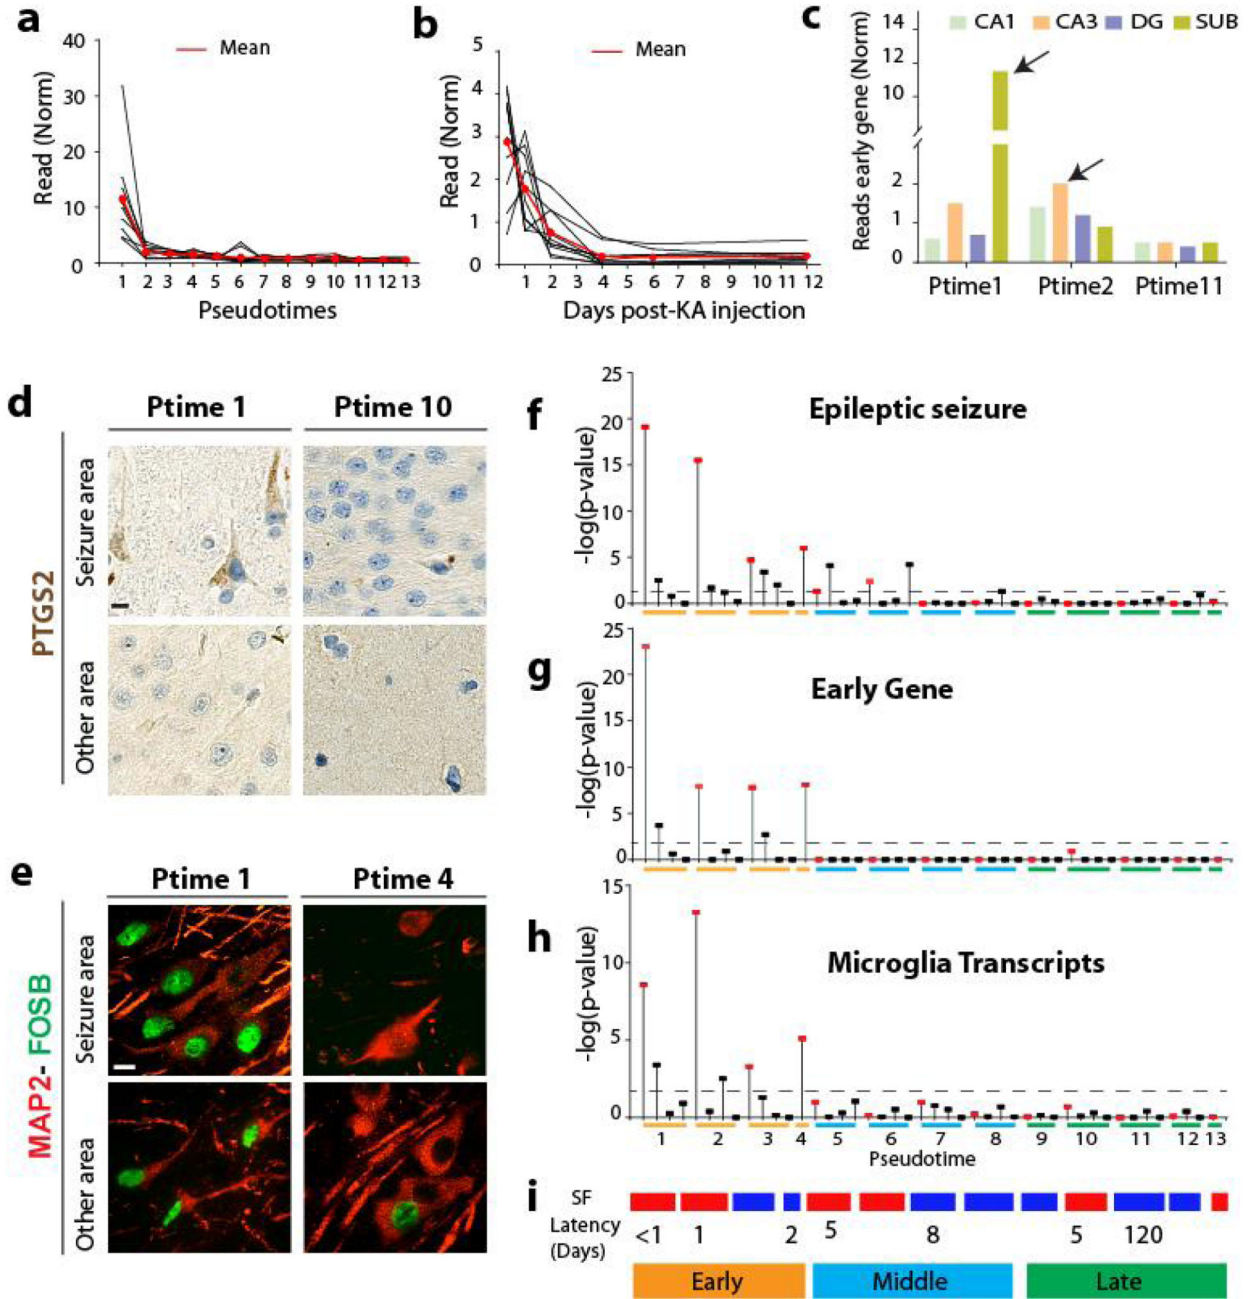 a
Mean
40
30
20
10
0
Read (Norm)
1 2 3 4 5 6 7 8 9 10 11 12 13
Pseudotimes
b
Mean
5
4
3
2
1
0
Read (Norm)
0 1 2 3 4 5 6 7 8 9 10 11 12
Days post-KA injection
c
CA1 CA3 DG SUB
14
12
10
2
1
0
Reads early gene (Norm)
Ptime1 Ptime2 Ptime11
d
Ptime 1 Ptime 10
PTGS2
Seizure area
Other area
e
Ptime 1 Ptime 4
MAP2- FOSB
Seizure area
Other area
f
Epileptic seizure
25
20
15
10
5
0
-log(p-value)
g
Early Gene
25
20
15
10
5
0
-log(p-value)
h
Microglia Transcripts
15
10
5
0
-log(p-value)
1 2 3 4 5 6 7 8 9 10 11 12 13
Pseudotime
i
SF
Latency
(Days)
<1 1 2 5 8 5 120
Early Middle Late